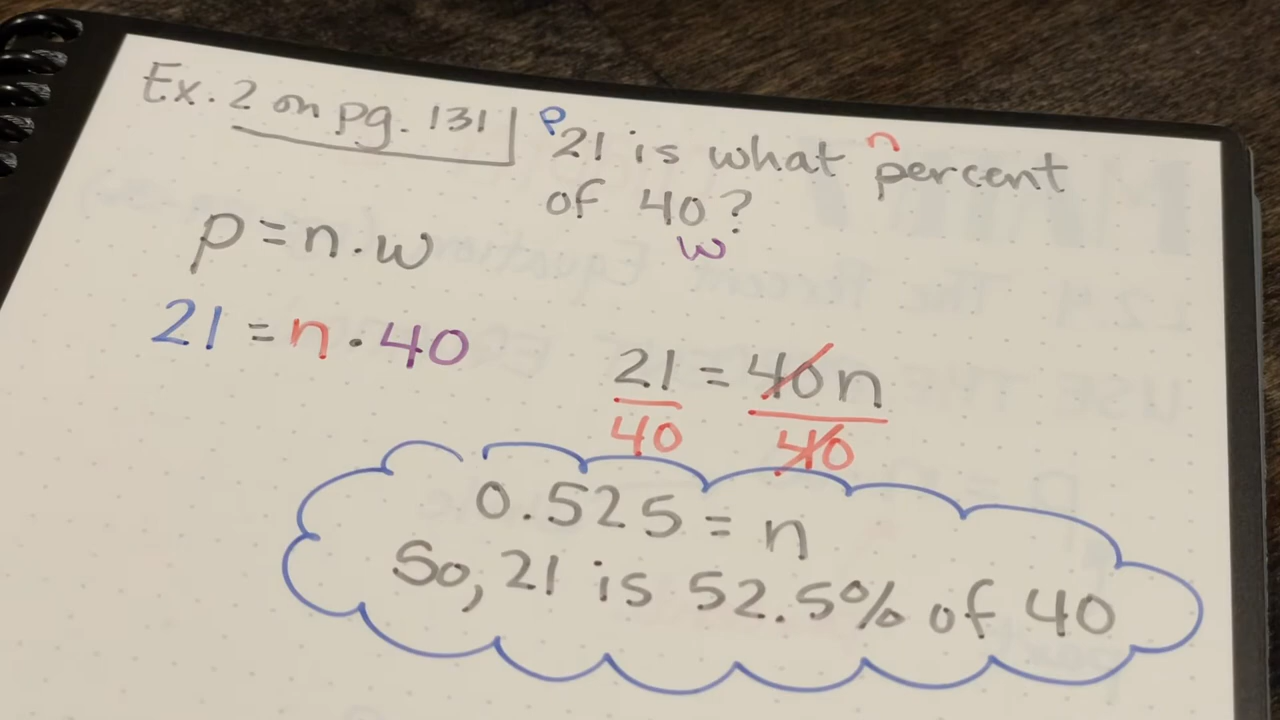 Ex. 2 on pg. 131
p 21 is what n percent
of 40?
w
p = n · w
21 = n · 40
21 = 40n
40 40
0.525 = n
So, 21 is 52.5% of 40